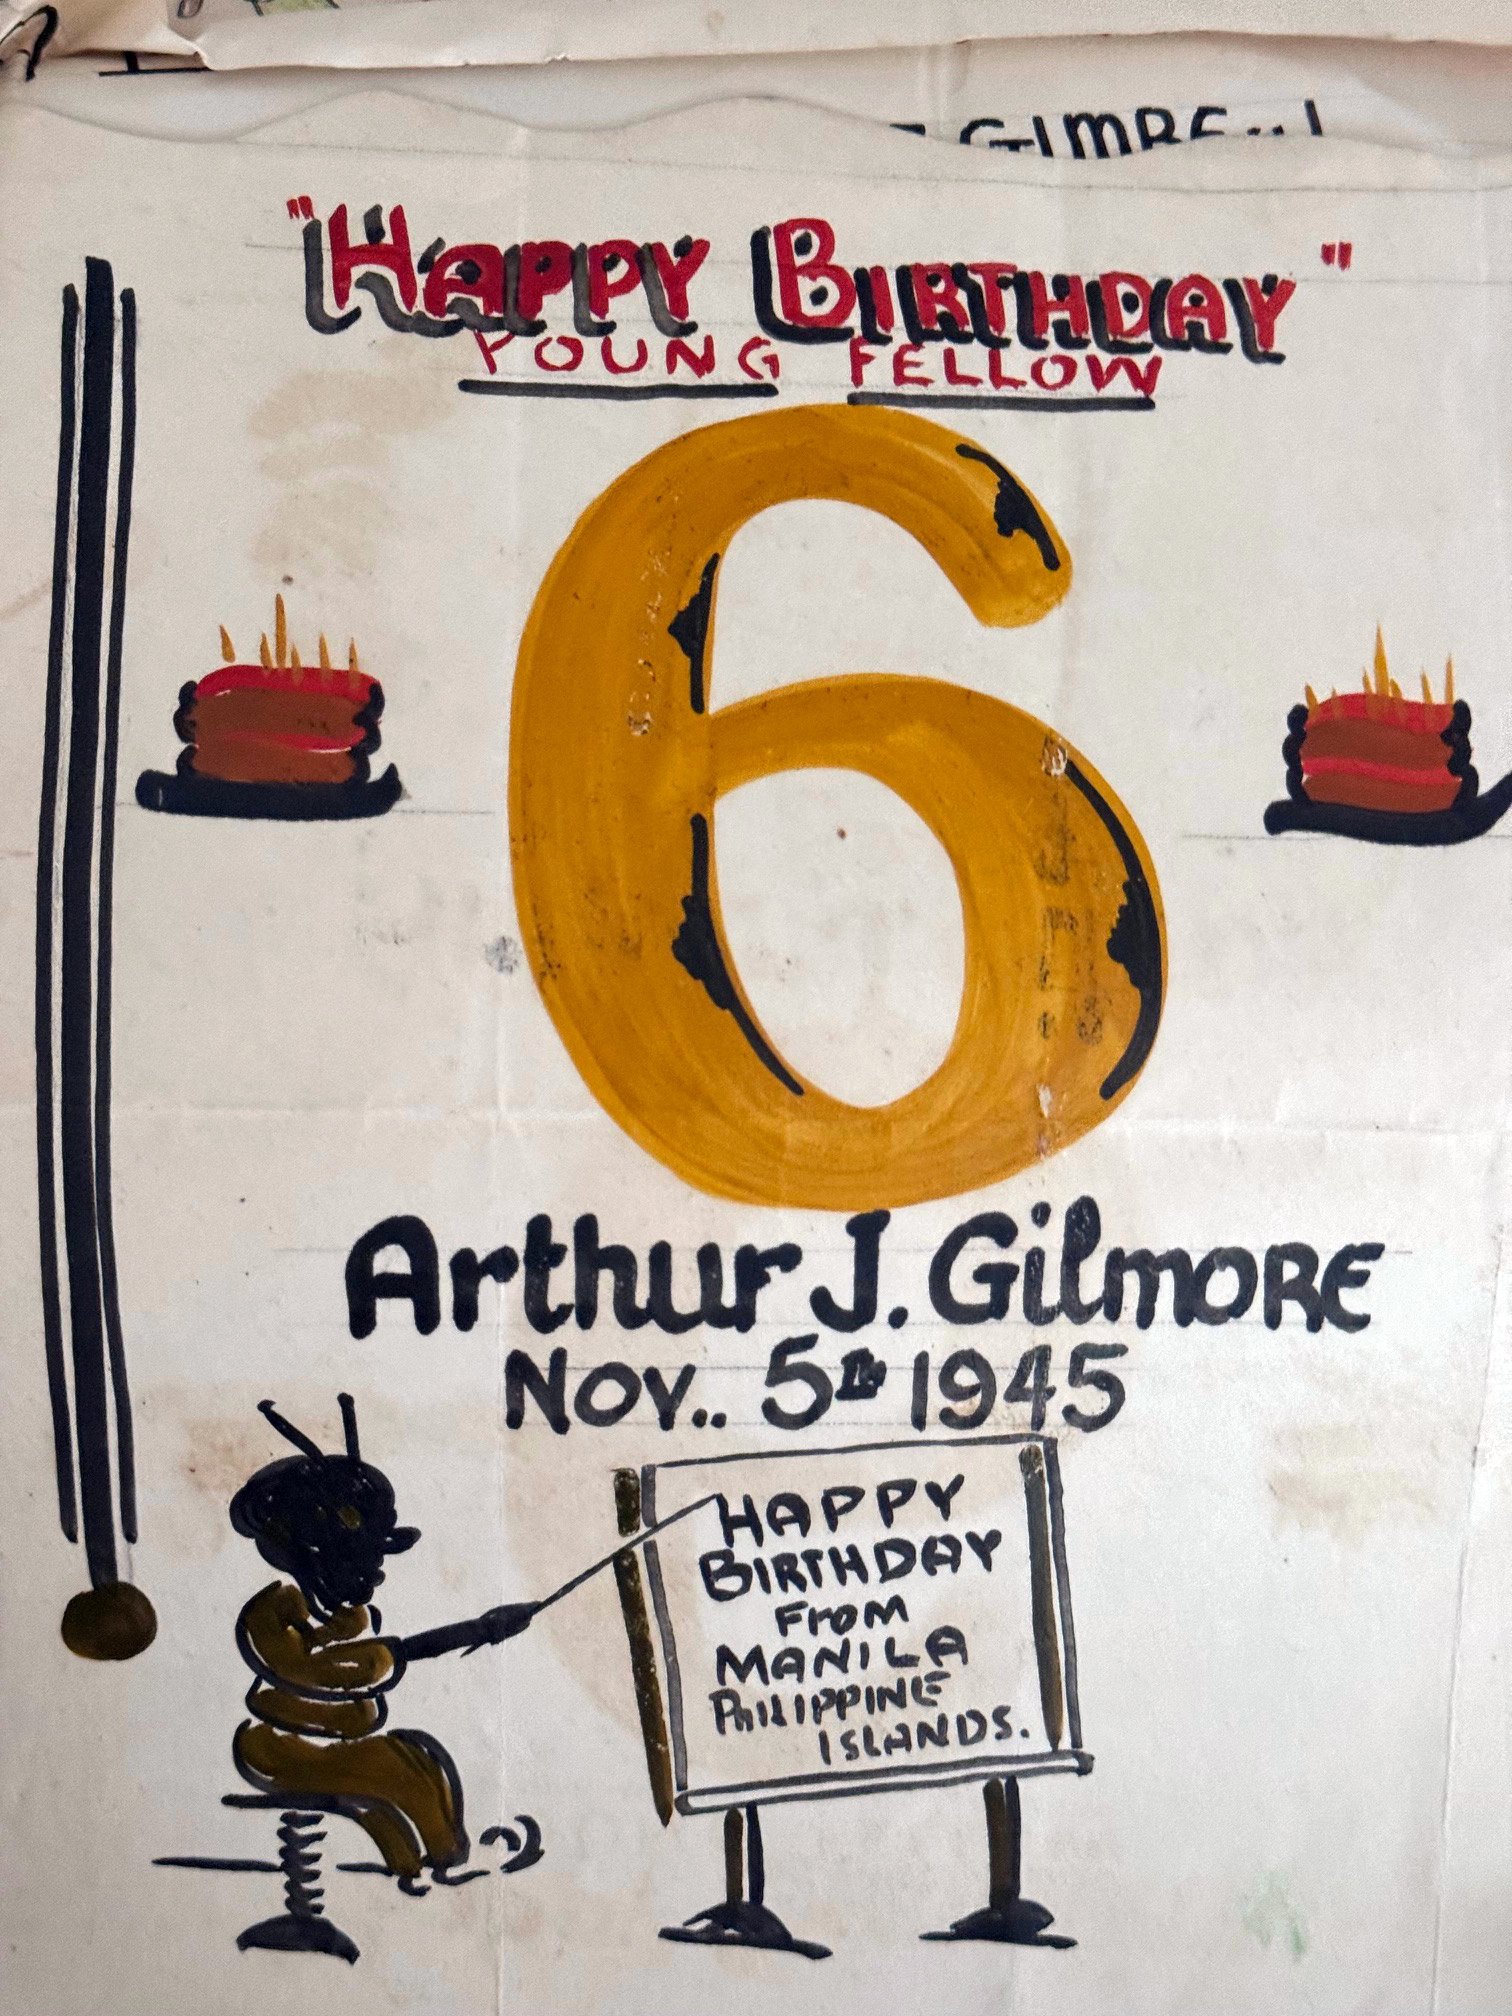 "HAPPY BIRTHDAY"
YOUNG FELLOW
6
Arthur J. Gilmore
Nov.. 5th 1945
HAPPY
BIRTHDAY
FROM
MANILA
PHILIPPINE
ISLANDS.